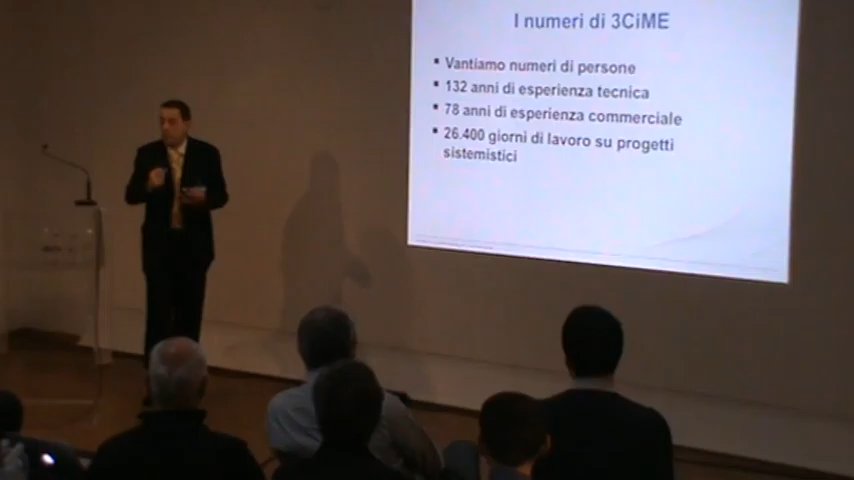 I numeri di 3CiME
Vantiamo numeri di persone
132 anni di esperienza tecnica
78 anni di esperienza commerciale
26.400 giorni di lavoro su progetti
sistemistici